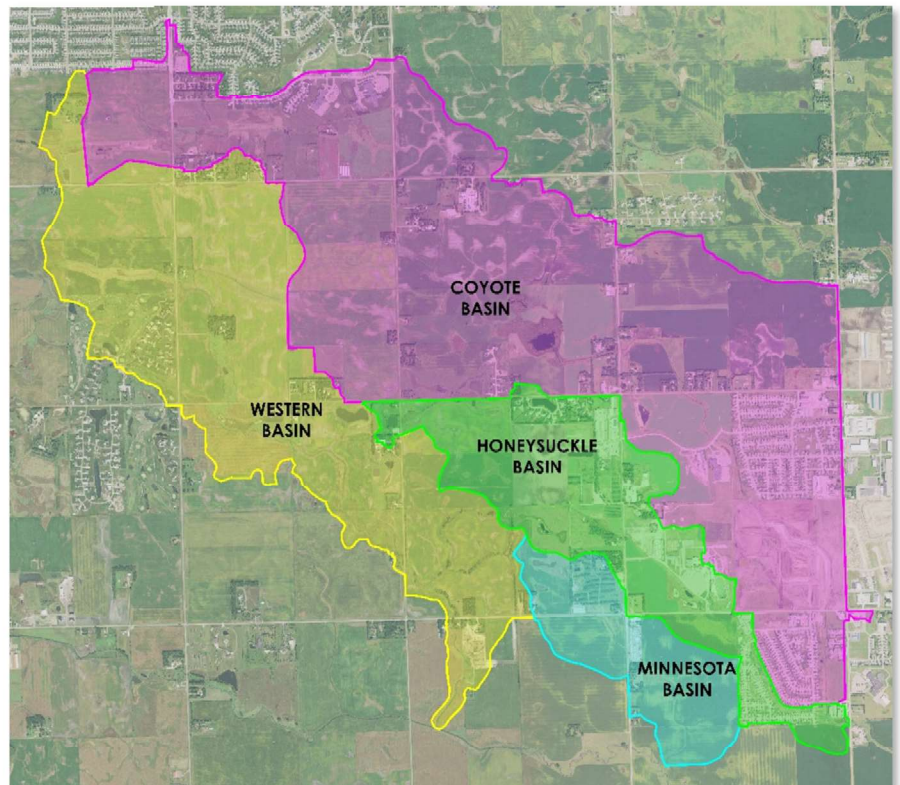 COYOTE
BASIN
WESTERN
BASIN
HONEYSUCKLE
BASIN
MINNESOTA
BASIN